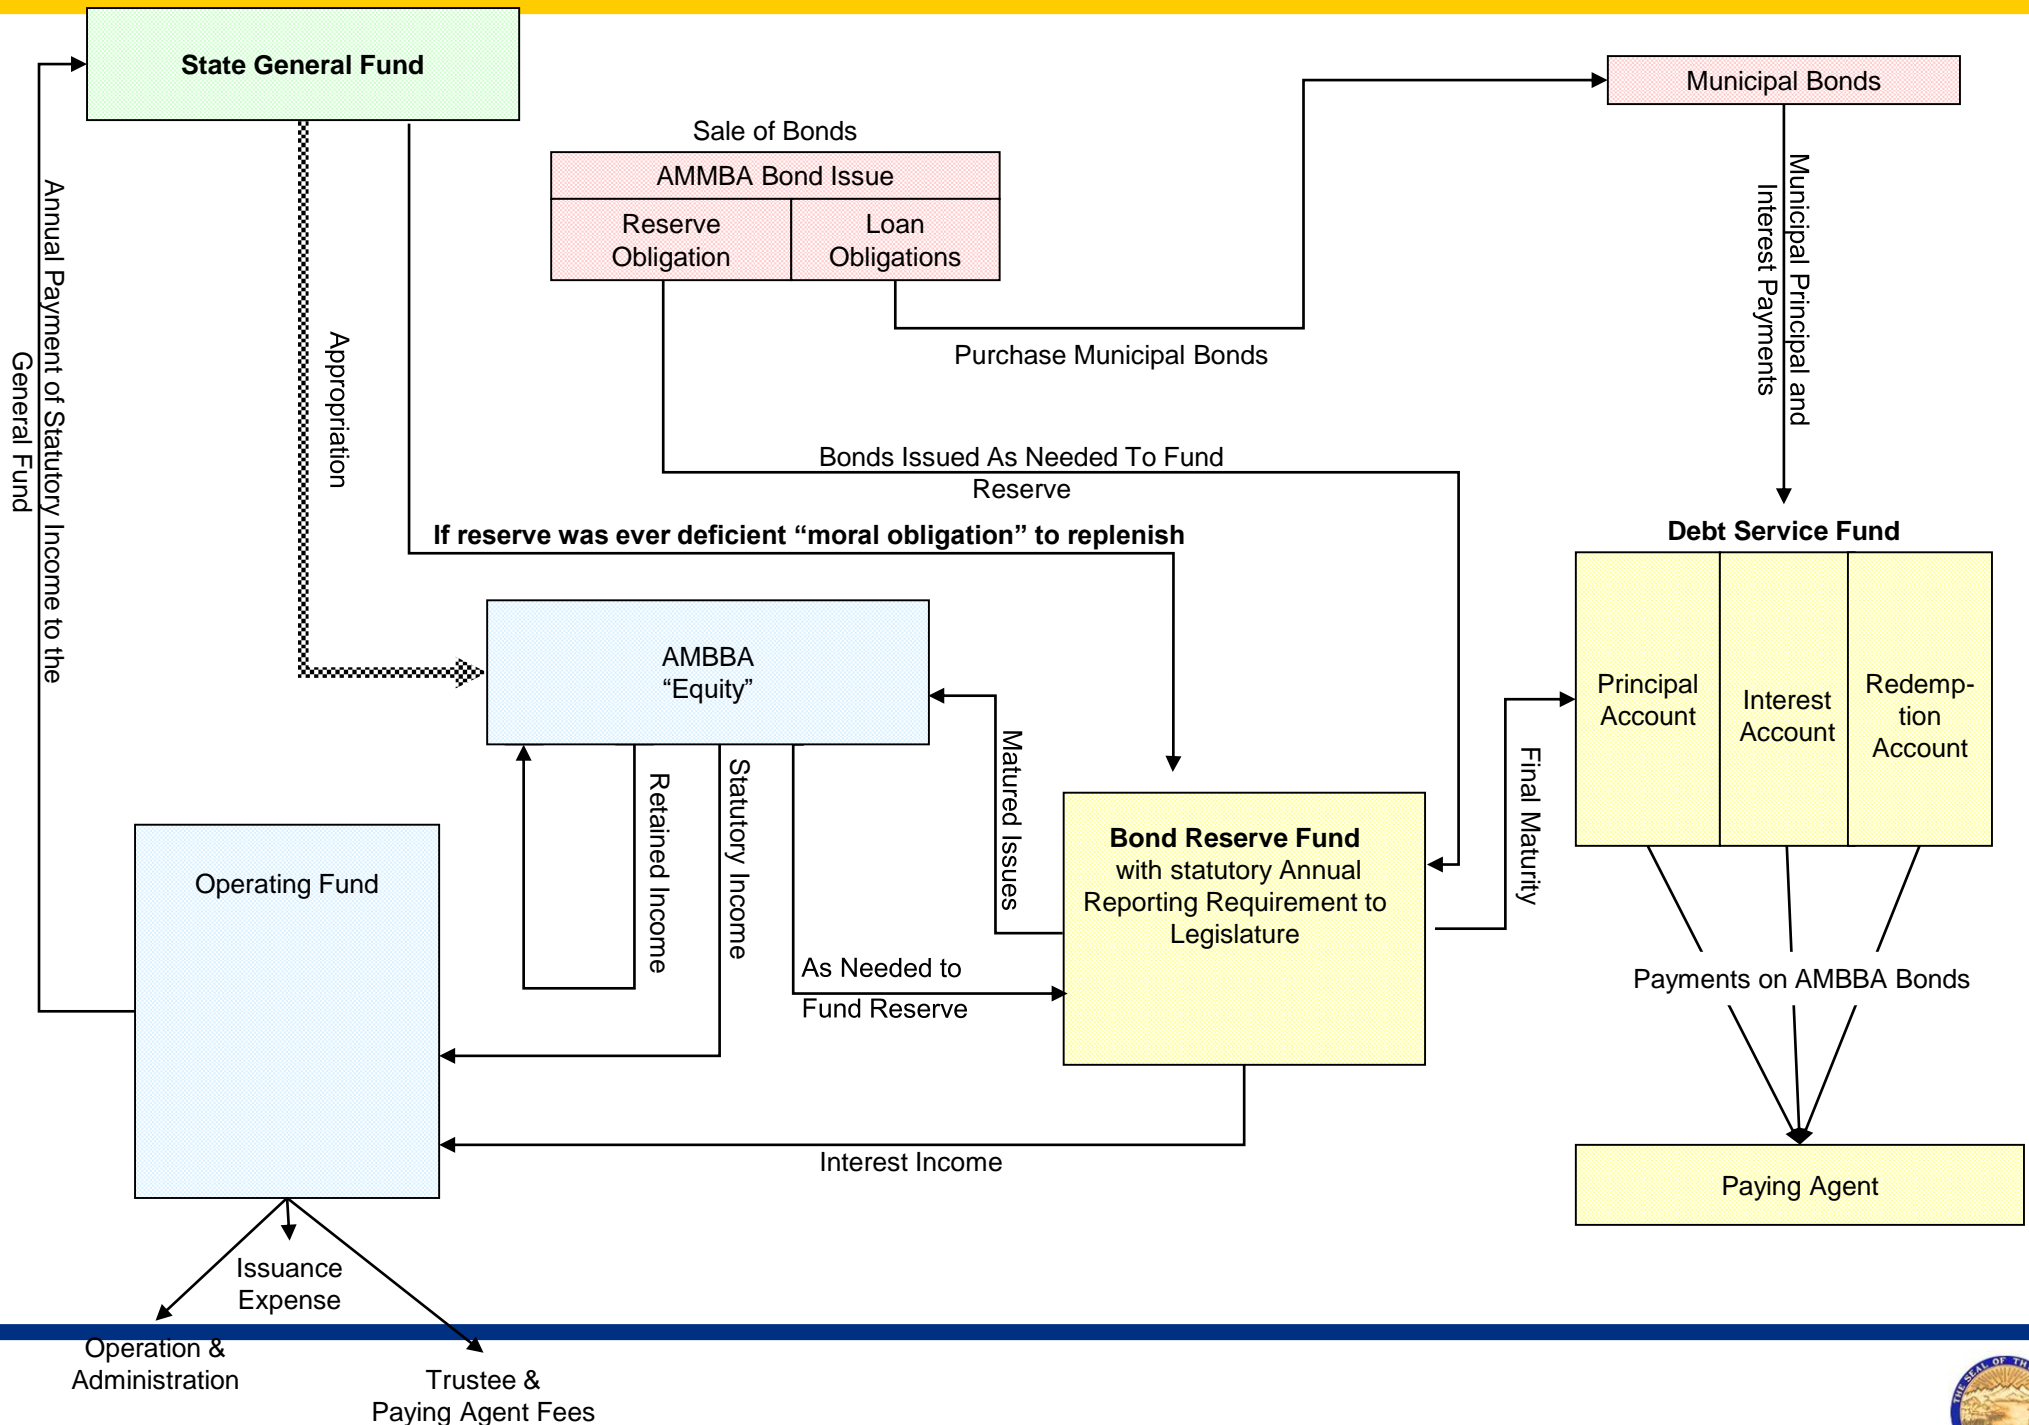 State General Fund
Municipal Bonds
Sale of Bonds
AMMBA Bond Issue
Reserve
Obligation
Loan
Obligations
Annual Payment of Statutory Income to the
General Fund
Appropriation
Municipal Principal and
Interest Payments
Purchase Municipal Bonds
Bonds Issued As Needed To Fund
Reserve
If reserve was ever deficient “moral obligation” to replenish
Debt Service Fund
AMBBA
“Equity”
Principal
Account
Interest
Account
Redemp-
tion
Account
Matured Issues
Final Maturity
Retained Income
Statutory Income
Bond Reserve Fund
with statutory Annual
Reporting Requirement to
Legislature
Operating Fund
As Needed to
Fund Reserve
Payments on AMBBA Bonds
Interest Income
Paying Agent
Issuance
Expense
Operation &
Administration
Trustee &
Paying Agent Fees
SEAL OF TH